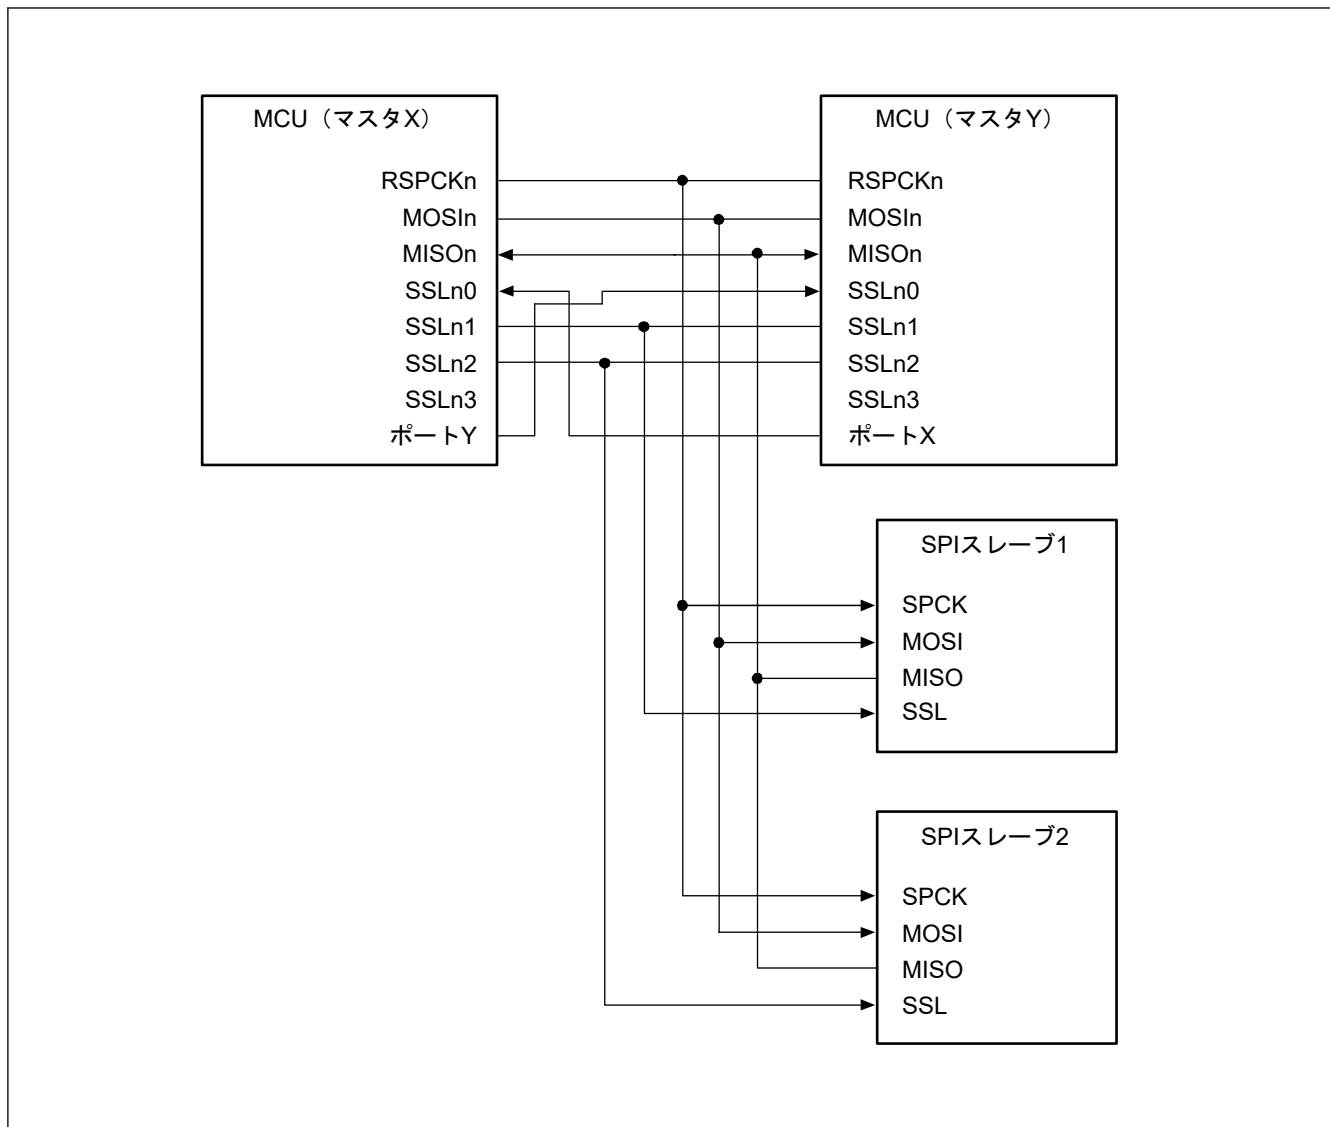 MCU（マスタX）
RSPCKn
MOSIn
MISOn
SSLn0
SSLn1
SSLn2
SSLn3
ポートY
MCU（マスタY）
RSPCKn
MOSIn
MISOn
SSLn0
SSLn1
SSLn2
SSLn3
ポートX
SPIスレーブ1
SPCK
MOSI
MISO
SSL
SPIスレーブ2
SPCK
MOSI
MISO
SSL